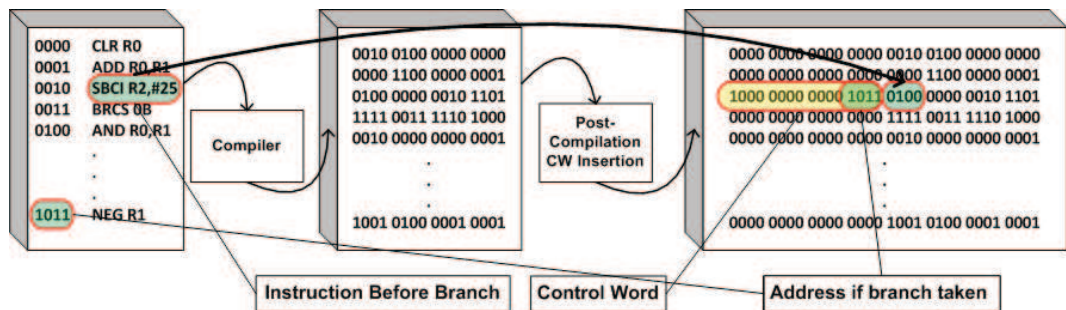 0000 CLR R0
0001 ADD R0,R1
0010 SBCI R2,#25
0011 BRCS 0B
0100 AND R0,R1
.
.
.
1011 NEG R1
Compiler
0010 0100 0000 0000
0000 1100 0000 0001
0100 0000 0010 1101
1111 0011 1110 1000
0010 0000 0000 0001
.
.
.
1001 0100 0001 0001
Post-
Compilation
CW Insertion
0000 0000 0000 0000 0010 0100 0000 0000
0000 0000 0000 0000 0000 1100 0000 0001
1000 0000 0000 1011 0100 0000 0010 1101
0000 0000 0000 0000 1111 0011 1110 1000
0000 0000 0000 0000 0010 0000 0000 0001
.
.
.
0000 0000 0000 0000 1001 0100 0001 0001
Instruction Before Branch
Control Word
Address if branch taken